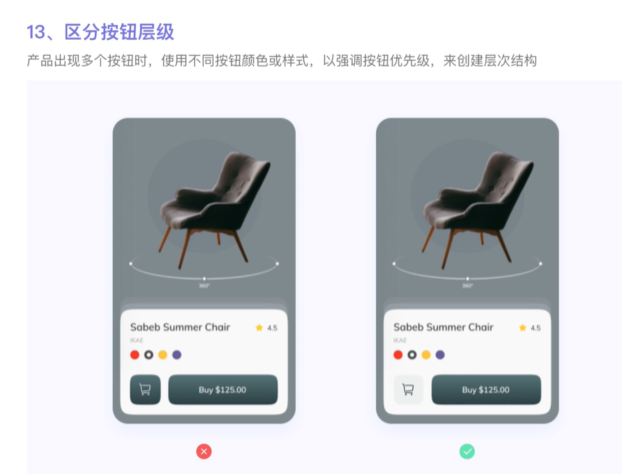 13、区分按钮层级
产品出现多个按钮时，使用不同按钮颜色或样式，以强调按钮优先级，来创建层次结构
360°
360°
Sabeb Summer Chair 4.5
IKAE
Buy $125.00
Sabeb Summer Chair 4.5
IKAE
Buy $125.00